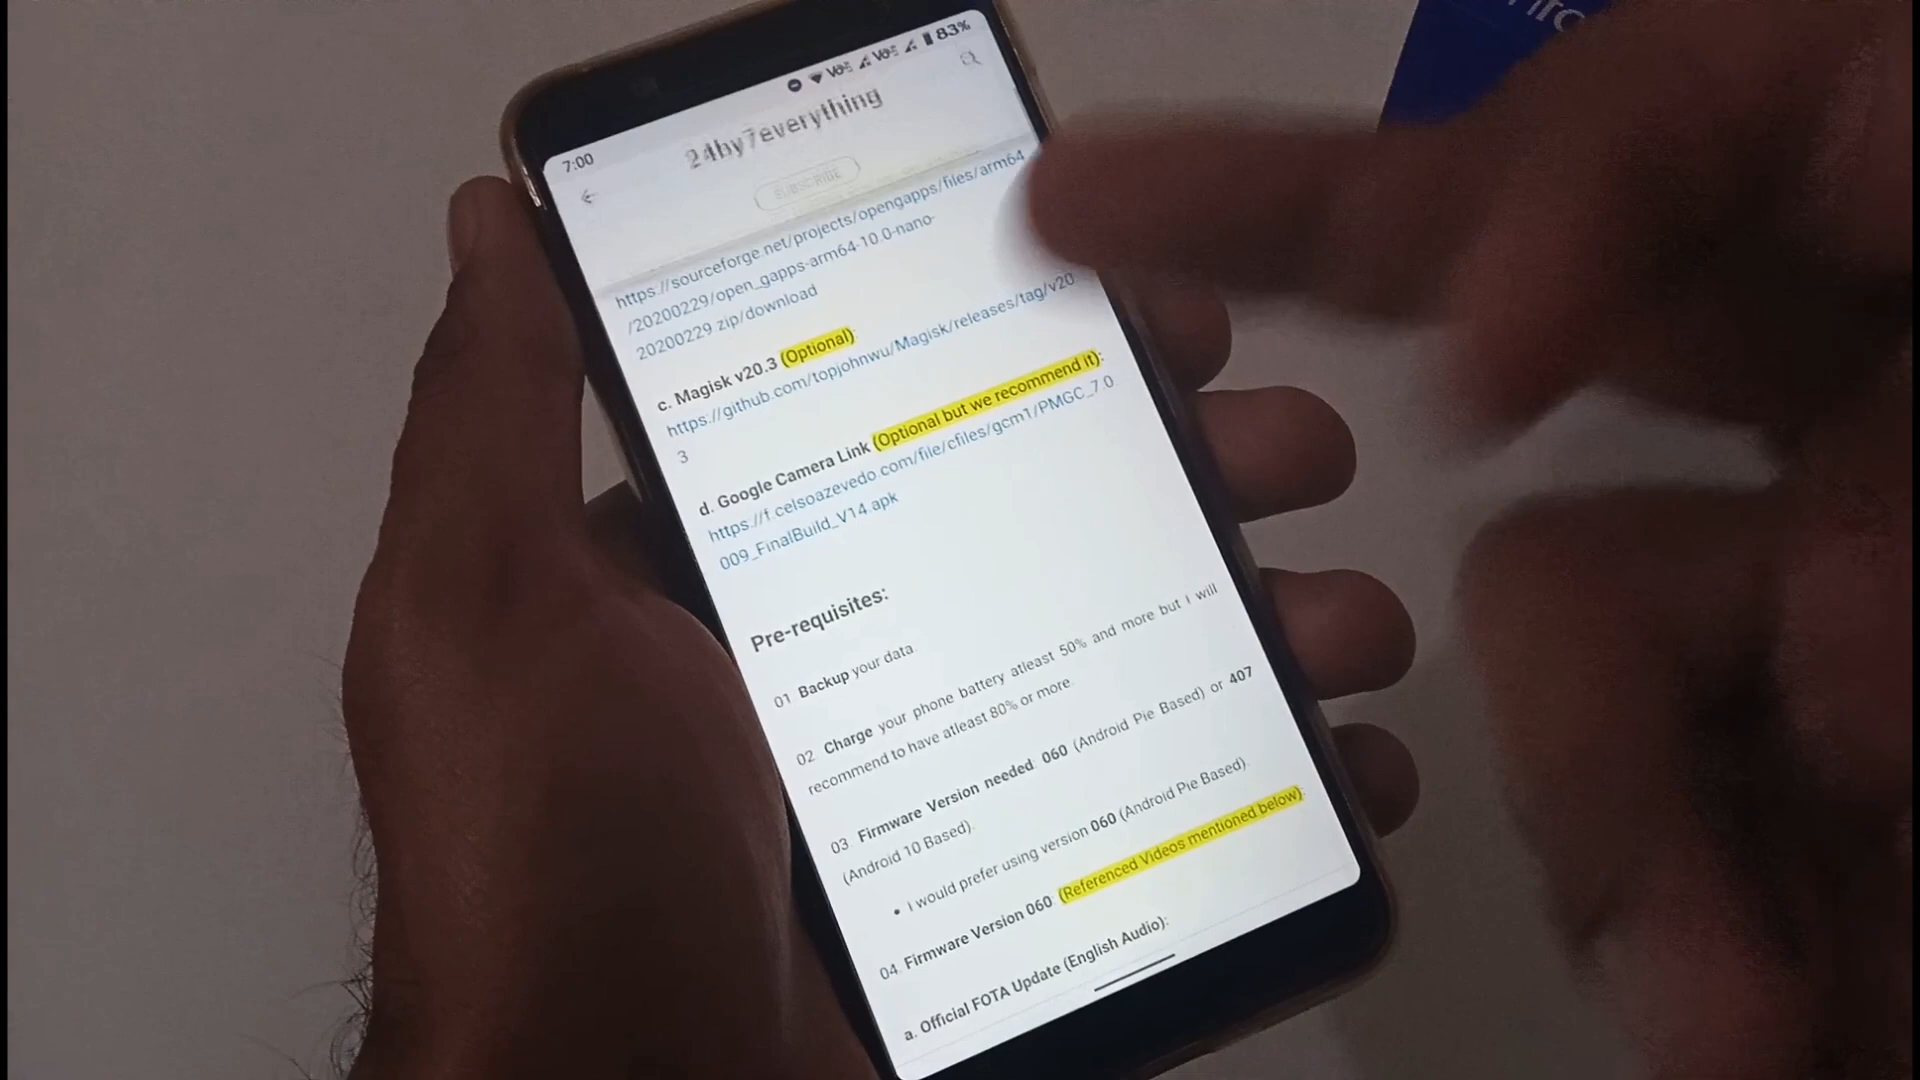 7:00
83%
24by7everything
SUBSCRIBE
https://sourceforge.net/projects/opengapps/files/arm64
/20200229/open_gapps-arm64-10.0-nano-
20200229.zip/download
c. Magisk v20.3 (Optional):
https://github.com/topjohnwu/Magisk/releases/tag/v20
3
d. Google Camera Link (Optional but we recommend it):
https://f.celsoazevedo.com/file/cfiles/gcm1/PMGC_7.0.
009_FinalBuild_V14.apk
Pre-requisites:
01 Backup your data
02. Charge your phone battery atleast 50% and more but I will
recommend to have atleast 80% or more.
03 Firmware Version needed 060 (Android Pie Based) or 407
(Android 10 Based).
• I would prefer using version 060 (Android Pie Based).
04. Firmware Version 060 (Referenced Videos mentioned below):
a. Official FOTA Update (English Audio):